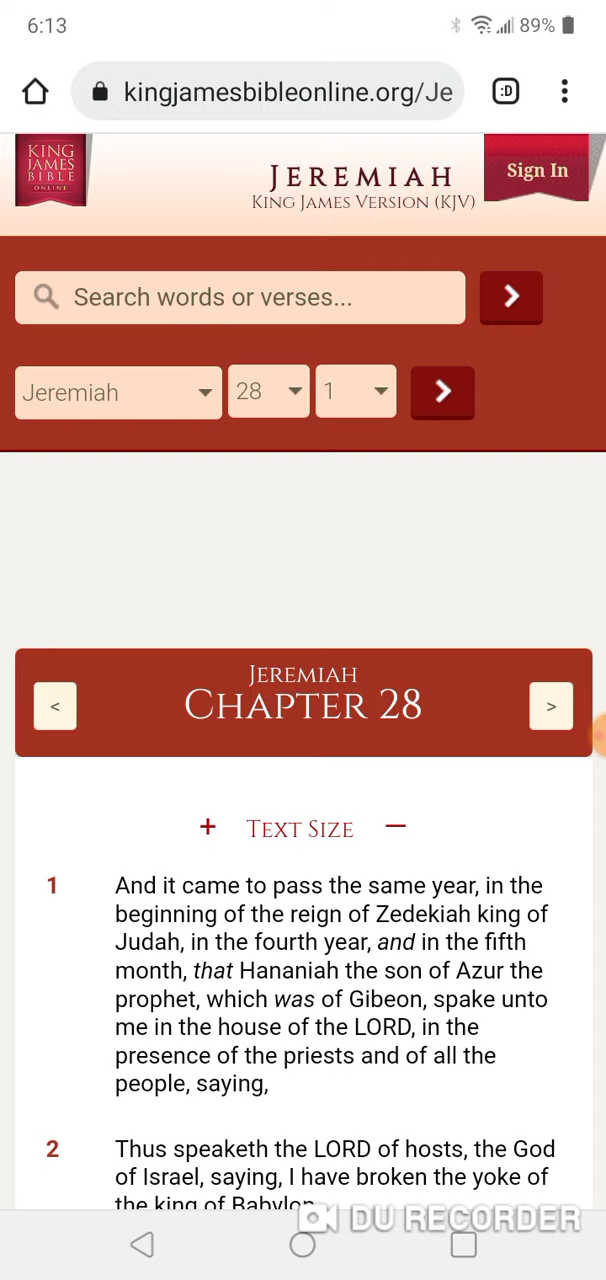 6:13
89%
kingjamesbibleonline.org/Je
:D
KING
JAMES
BIBLE
ONLINE
JEREMIAH
KING JAMES VERSION (KJV)
Sign In
Search words or verses...
Jeremiah
28
1
JEREMIAH
CHAPTER 28
<
>
+ TEXT SIZE —
1 And it came to pass the same year, in the
beginning of the reign of Zedekiah king of
Judah, in the fourth year, and in the fifth
month, that Hananiah the son of Azur the
prophet, which was of Gibeon, spake unto
me in the house of the LORD, in the
presence of the priests and of all the
people, saying,
2 Thus speaketh the LORD of hosts, the God
of Israel, saying, I have broken the yoke of
the king of Babylon.
DU RECORDER